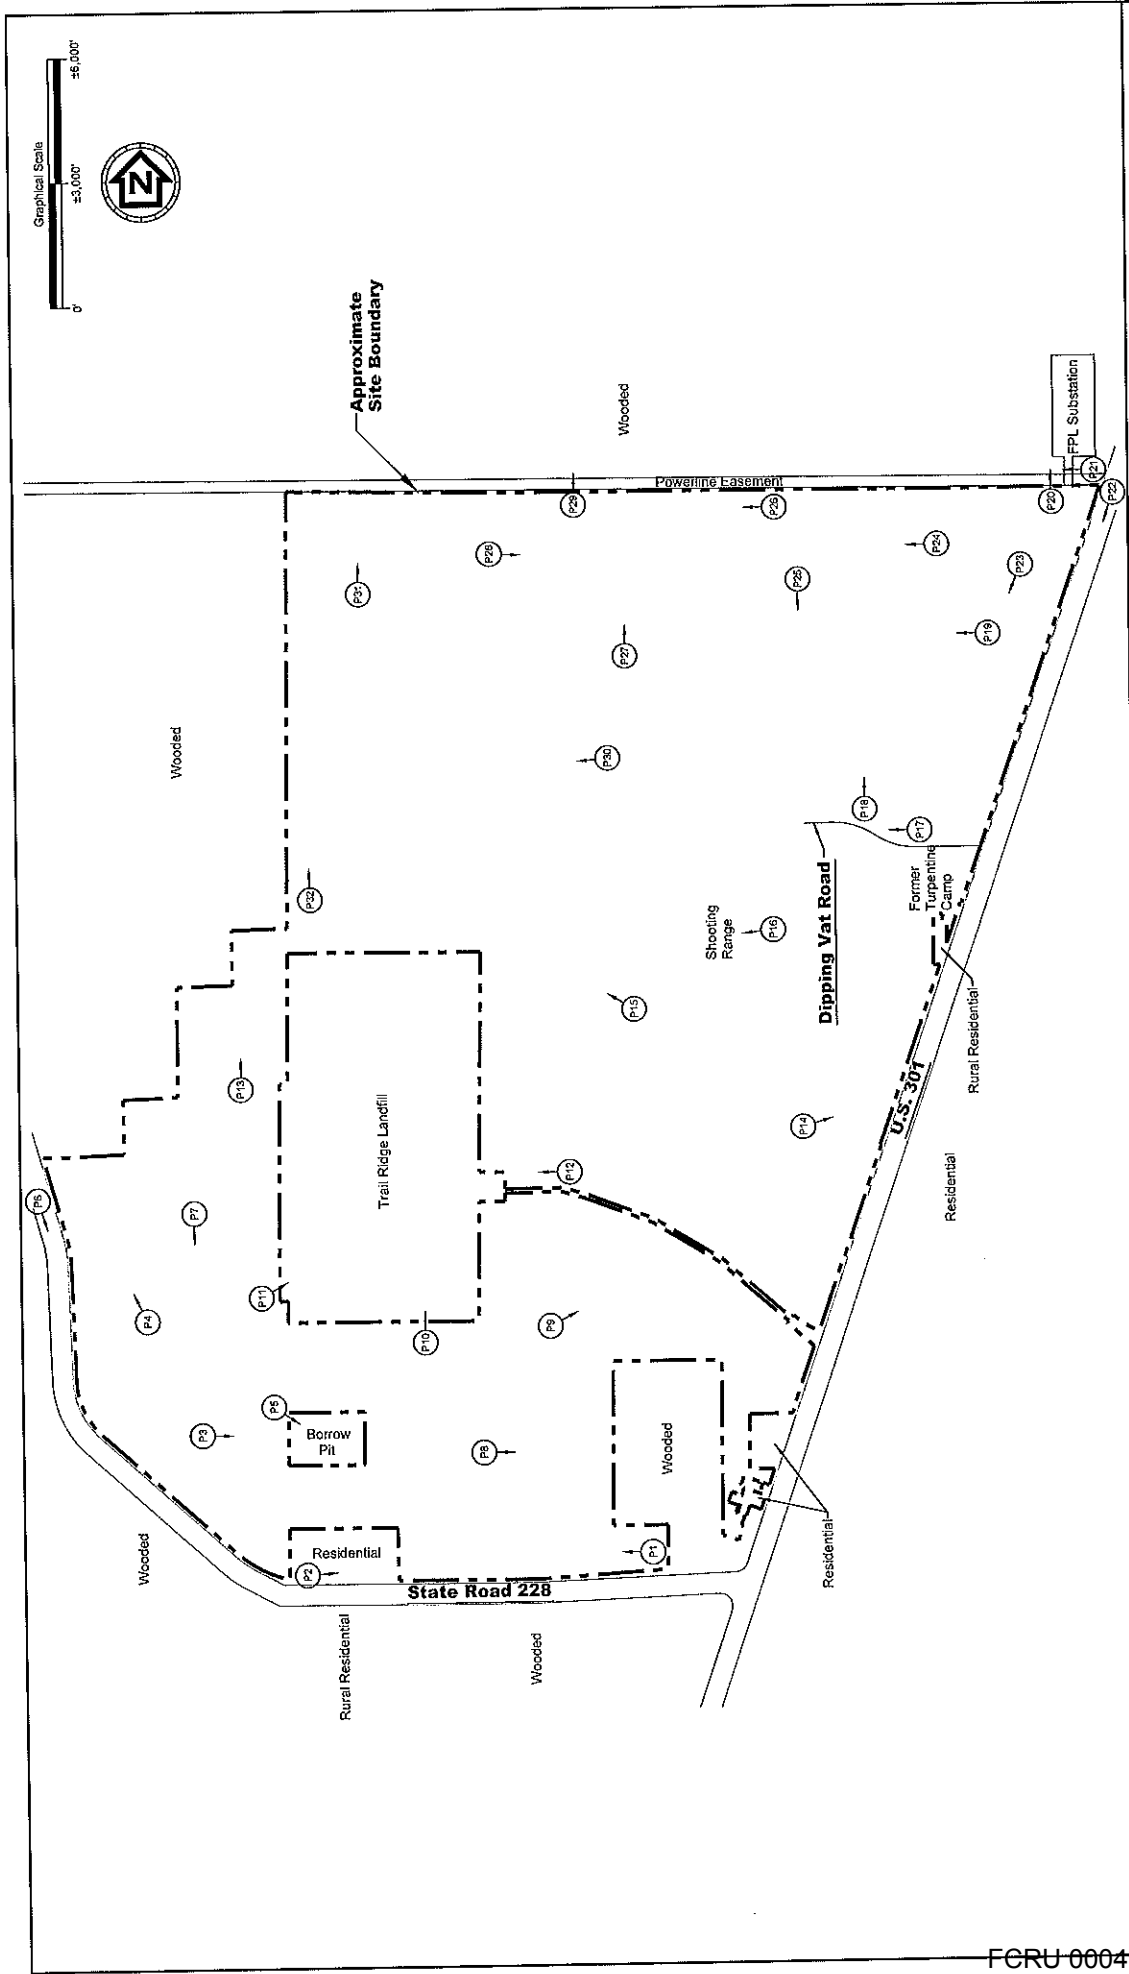 Graphical Scale
0'
±3,000'
±6,000'
N
Approximate
Site Boundary
Wooded
FPL Substation
Powerline Easement
P21
P22
P20
P29
P26
P28
P31
P24
P23
P25
P19
P27
P30
Wooded
P18
P17
Dipping Vat Road
Former
Turpentine
Camp
Shooting
Range
P16
P32
P15
Rural Residential
U.S. 301
Residential
P14
P13
Trail Ridge Landfill
P12
P6
P7
P4
P11
P10
P9
P3
P5
Borrow
Pit
P8
Wooded
Residential
P1
P2
Residential
State Road 228
Wooded
Rural Residential
Wooded
FCRU 0004